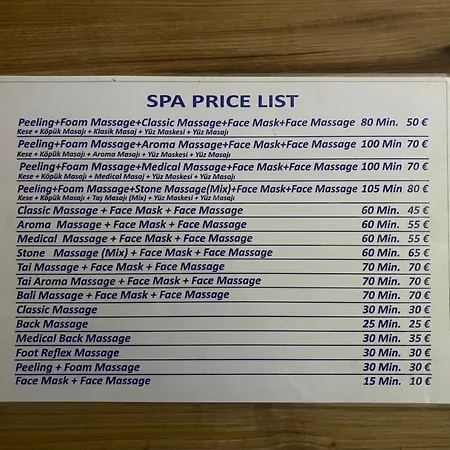 SPA PRICE LIST
Peeling+Foam Massage+Classic Massage+Face Mask+Face Massage 80 Min. 50 €
Kese + Köpük Masajı + Klasik Masaj + Yüz Maskesi + Yüz Masajı
Peeling+Foam Massage+Aroma Massage+Face Mask+Face Massage 100 Min 70 €
Kese + Köpük Masajı + Aroma Masajı + Yüz Maskesi + Yüz Masajı
Peeling+Foam Massage+Medical Massage+Face Mask+Face Massage 100 Min 70 €
Kese + Köpük Masajı + Medical Masaj + Yüz Maskesi + Yüz Masajı
Peeling+Foam Massage+Stone Massage(Mix)+Face Mask+Face Massage 105 Min 80 €
Kese + Köpük Masajı + Taş Masajı (Mix) + Yüz Maskesi + Yüz Masajı
Classic Massage + Face Mask + Face Massage 60 Min. 45 €
Aroma Massage + Face Mask + Face Massage 60 Min. 55 €
Medical Massage + Face Mask + Face Massage 60 Min. 55 €
Stone Massage (Mix) + Face Mask + Face Massage 60 Min. 65 €
Tai Massage + Face Mask + Face Massage 70 Min. 70 €
Tai Aroma Massage + Face Mask + Face Massage 70 Min. 70 €
Bali Massage + Face Mask + Face Massage 70 Min. 70 €
Classic Massage 30 Min. 30 €
Back Massage 25 Min. 25 €
Medical Back Massage 30 Min. 35 €
Foot Reflex Massage 30 Min. 30 €
Peeling + Foam Massage 30 Min. 30 €
Face Mask + Face Massage 15 Min. 10 €